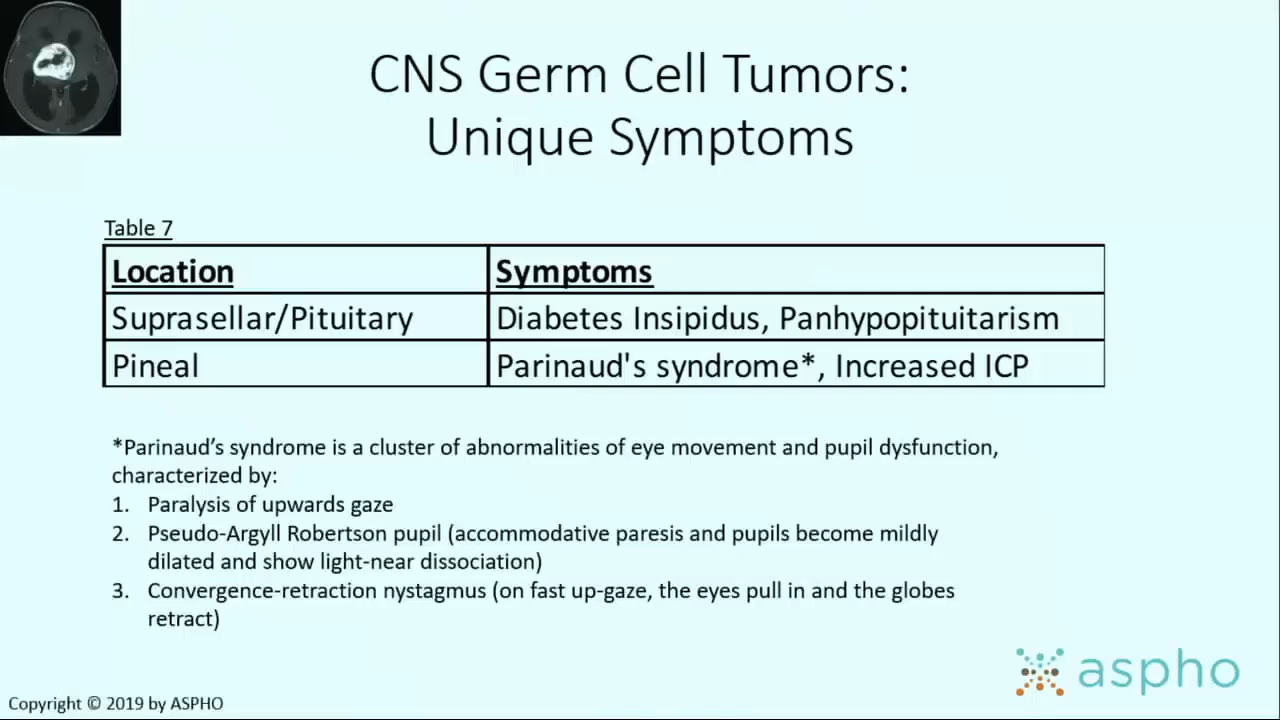 CNS Germ Cell Tumors:
Unique Symptoms
Table 7
Location Symptoms
Suprasellar/Pituitary Diabetes Insipidus, Panhypopituitarism
Pineal Parinaud's syndrome*, Increased ICP
*Parinaud’s syndrome is a cluster of abnormalities of eye movement and pupil dysfunction,
characterized by:
1. Paralysis of upwards gaze
2. Pseudo-Argyll Robertson pupil (accommodative paresis and pupils become mildly
dilated and show light-near dissociation)
3. Convergence-retraction nystagmus (on fast up-gaze, the eyes pull in and the globes
retract)
aspho
Copyright © 2019 by ASPHO